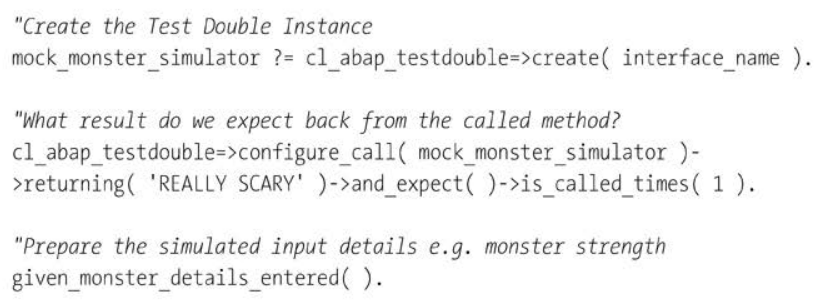 "Create the Test Double Instance
mock_monster_simulator ?= cl_abap_testdouble=>create( interface_name ).
"What result do we expect back from the called method?
cl_abap_testdouble=>configure_call( mock_monster_simulator )-
>returning( 'REALLY SCARY' )->and_expect( )->is_called_times( 1 ).
"Prepare the simulated input details e.g. monster strength
given_monster_details_entered( ).